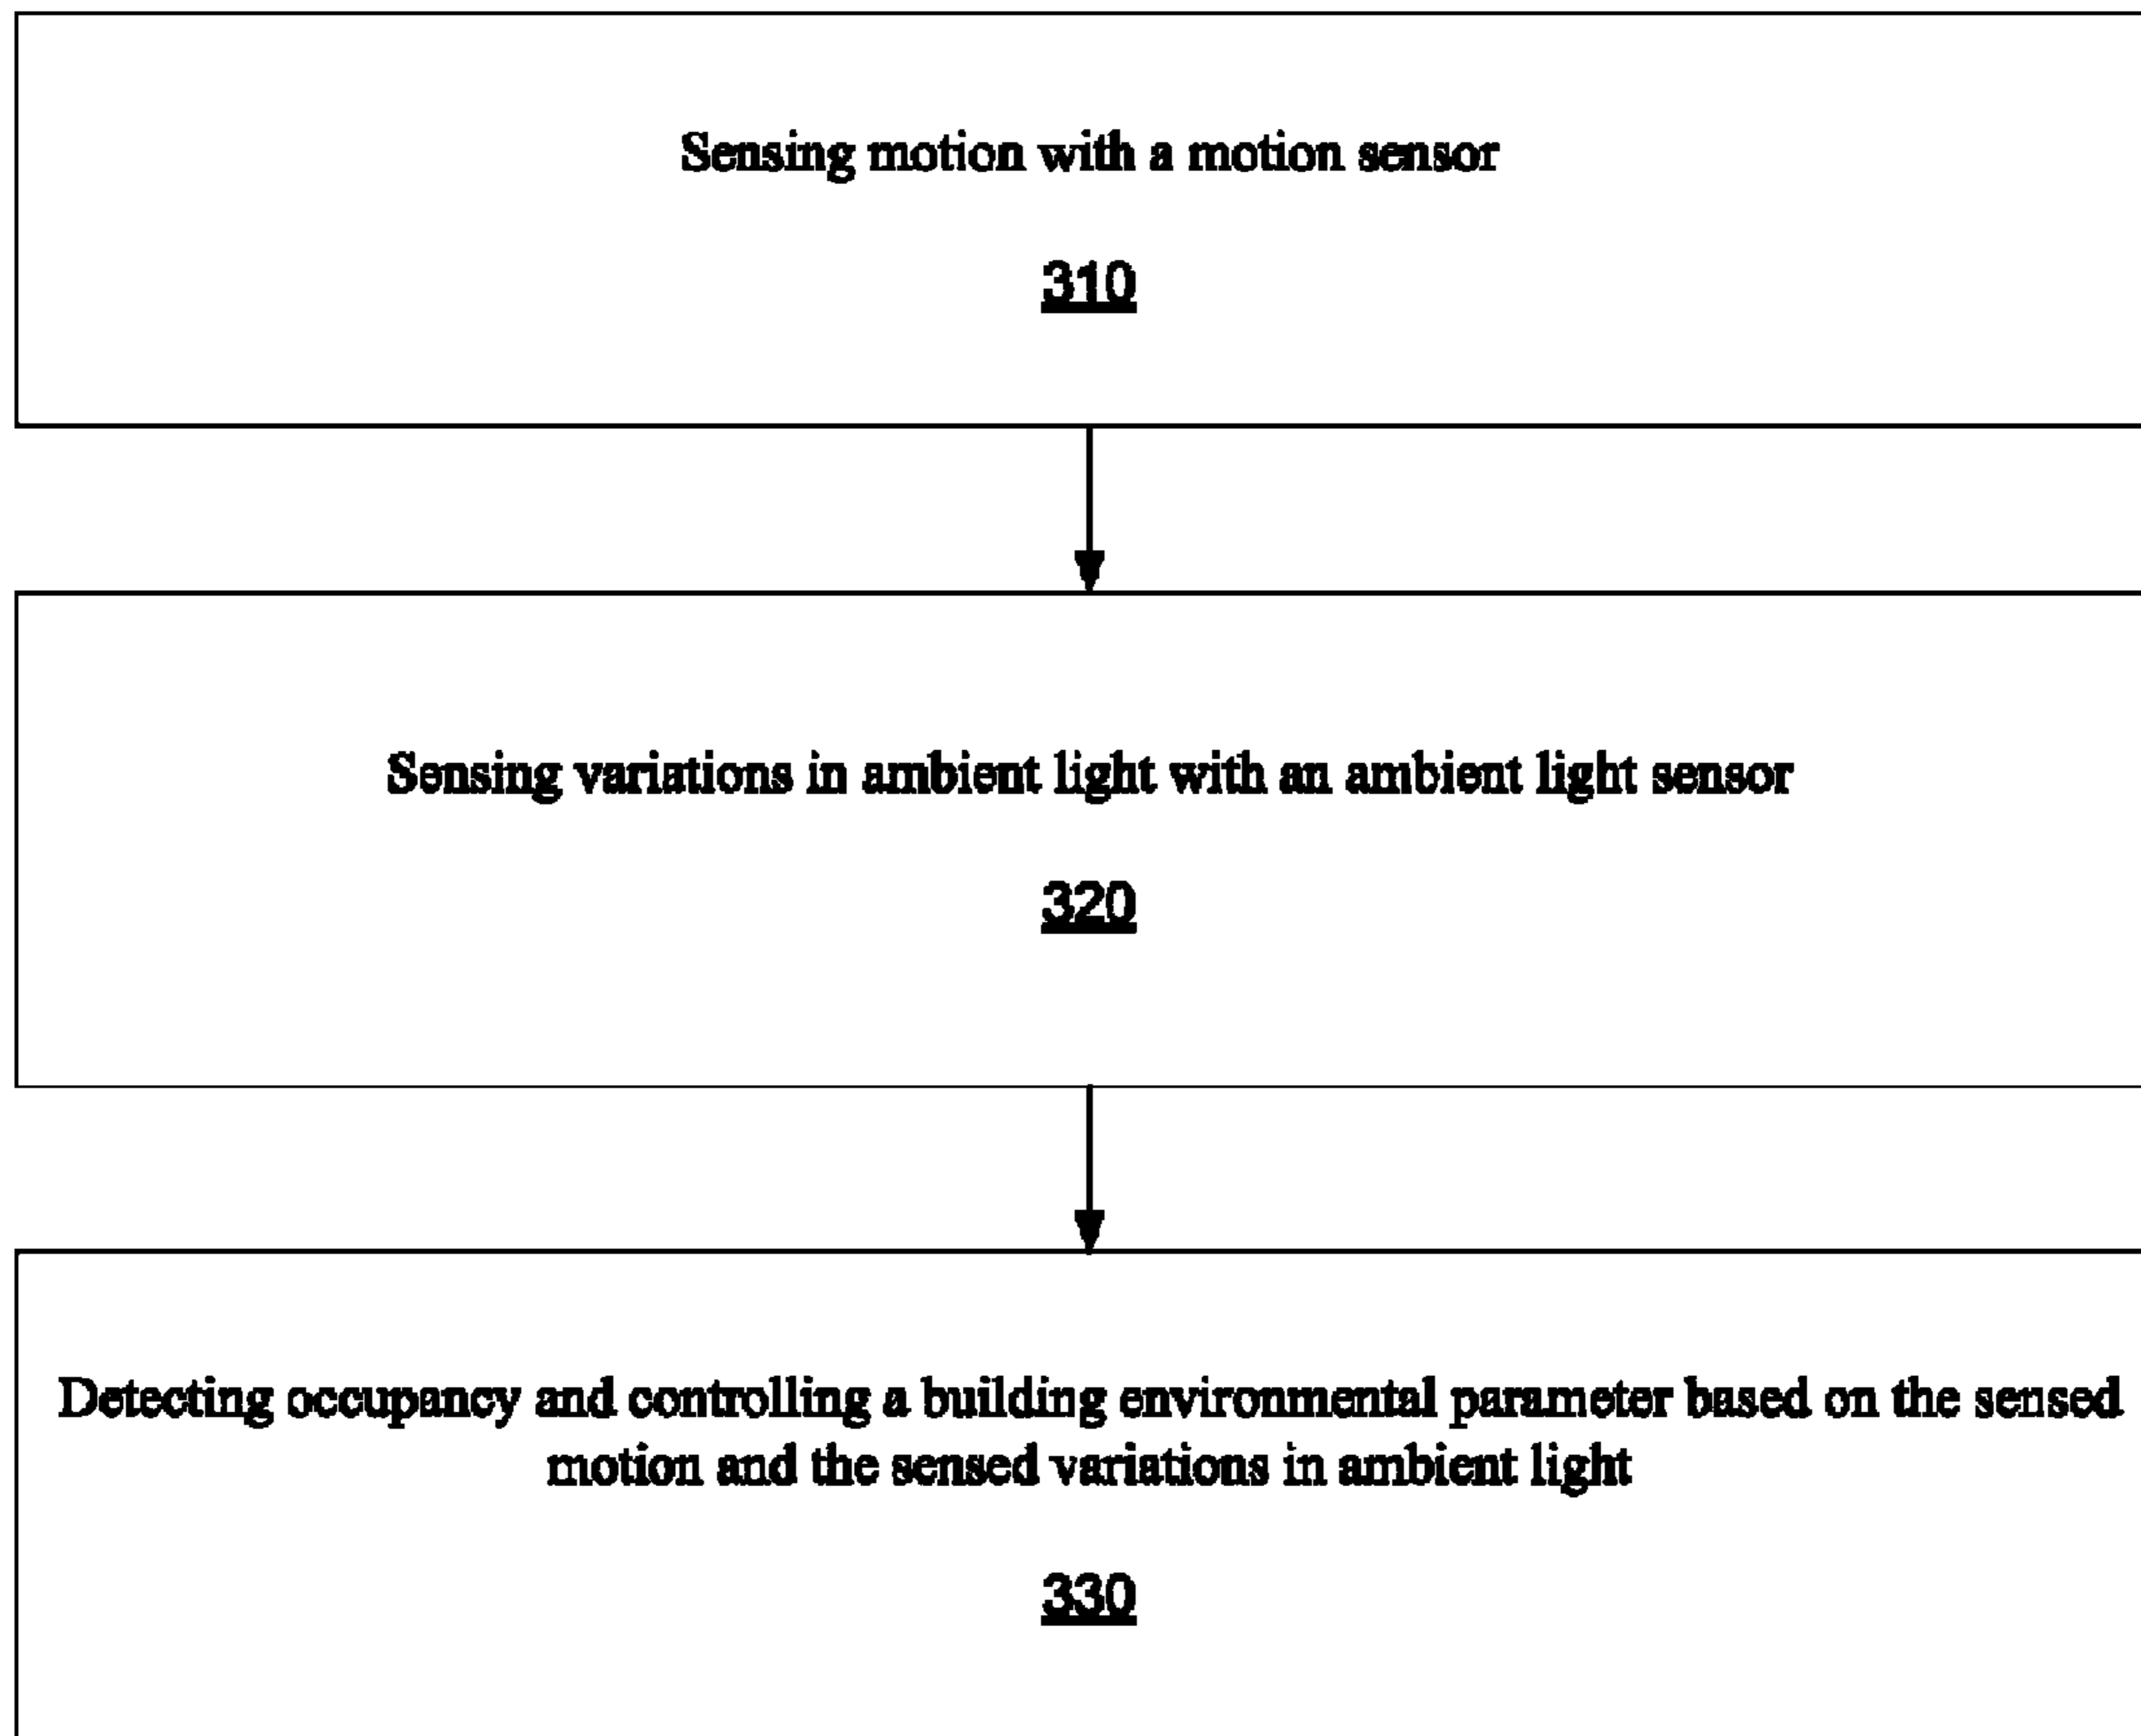 Sensing motion with a motion sensor
310
Sensing variations in ambient light with an ambient light sensor
320
Detecting occupancy and controlling a building environmental parameter based on the sensed
motion and the sensed variations in ambient light
330